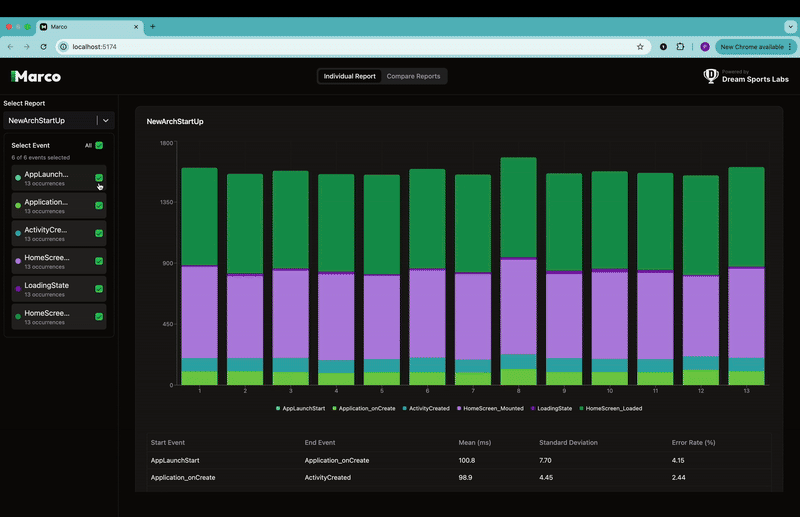 Marco
localhost:5174
New Chrome available
Marco
Individual Report
Compare Reports
Powered by
Dream Sports Labs
Select Report
NewArchStartUp
Select Event
All
6 of 6 events selected
AppLaunch...
13 occurrences
Application...
13 occurrences
ActivityCre...
13 occurrences
HomeScree...
13 occurrences
LoadingState
13 occurrences
HomeScree...
13 occurrences
NewArchStartUp
1800
1350
900
450
0
1 2 3 4 5 6 7 8 9 10 11 12 13
AppLaunchStart Application_onCreate ActivityCreated HomeScreen_Mounted LoadingState HomeScreen_Loaded
Start Event End Event Mean (ms) Standard Deviation Error Rate (%)
AppLaunchStart Application_onCreate 100.8 7.70 4.15
Application_onCreate ActivityCreated 98.9 4.45 2.44